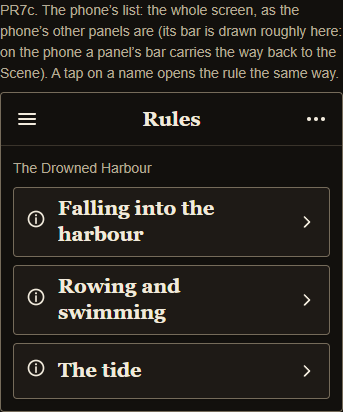 PR7c. The phone's list: the whole screen, as the
phone's other panels are (its bar is drawn roughly here:
on the phone a panel's bar carries the way back to the
Scene). A tap on a name opens the rule the same way.
Rules
The Drowned Harbour
Falling into the
harbour
Rowing and
swimming
The tide